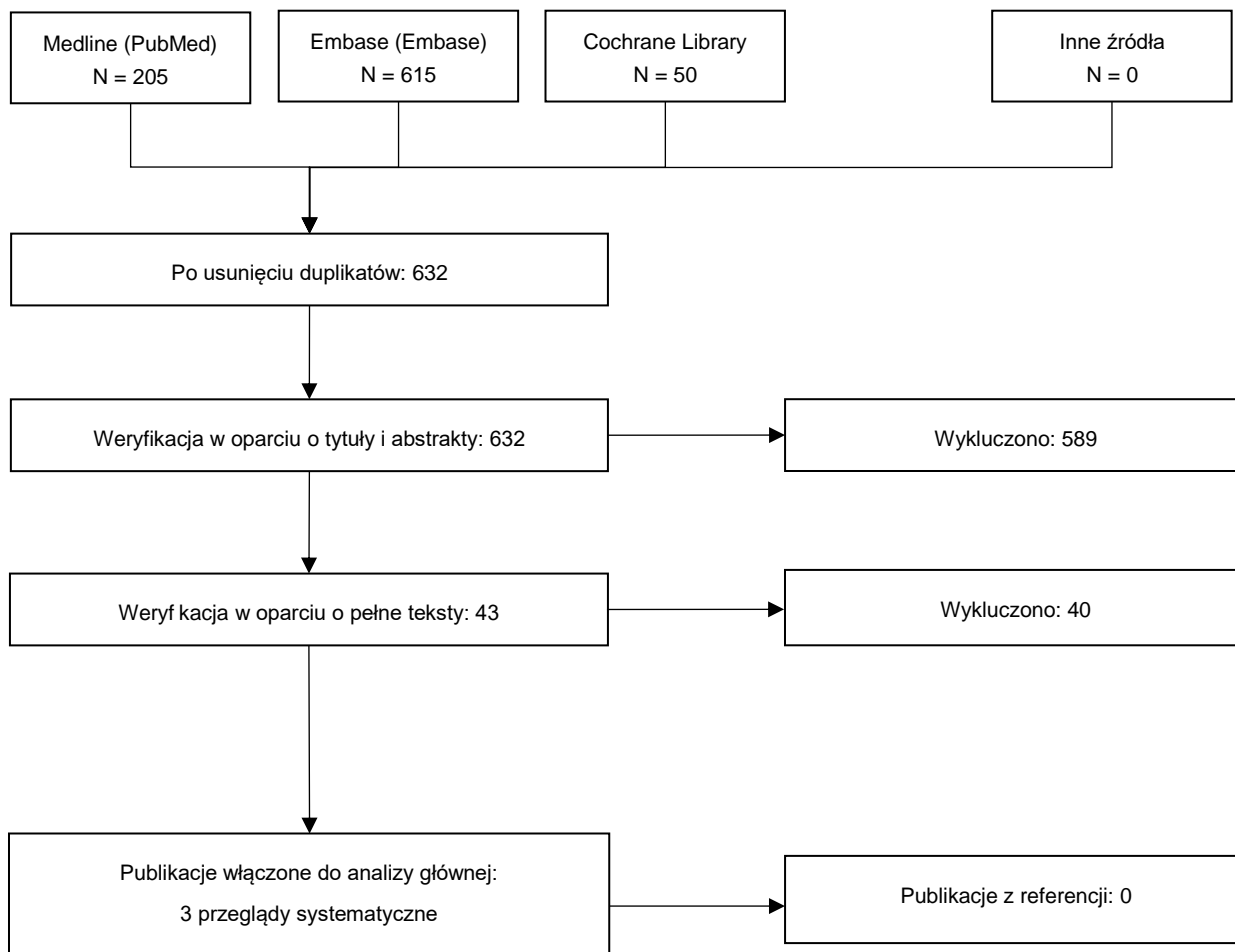 Medline (PubMed)
N = 205
Embase (Embase)
N = 615
Cochrane Library
N = 50
Inne źródła
N = 0
Po usunięciu duplikatów: 632
Weryfikacja w oparciu o tytuły i abstrakty: 632
Wykluczono: 589
Weryf kacja w oparciu o pełne teksty: 43
Wykluczono: 40
Publikacje włączone do analizy głównej:
3 przeglądy systematyczne
Publikacje z referencji: 0